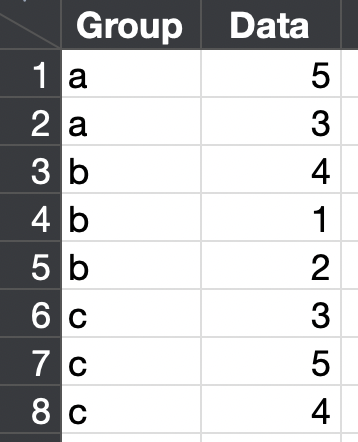 Group Data
1 a 5
2 a 3
3 b 4
4 b 1
5 b 2
6 c 3
7 c 5
8 c 4